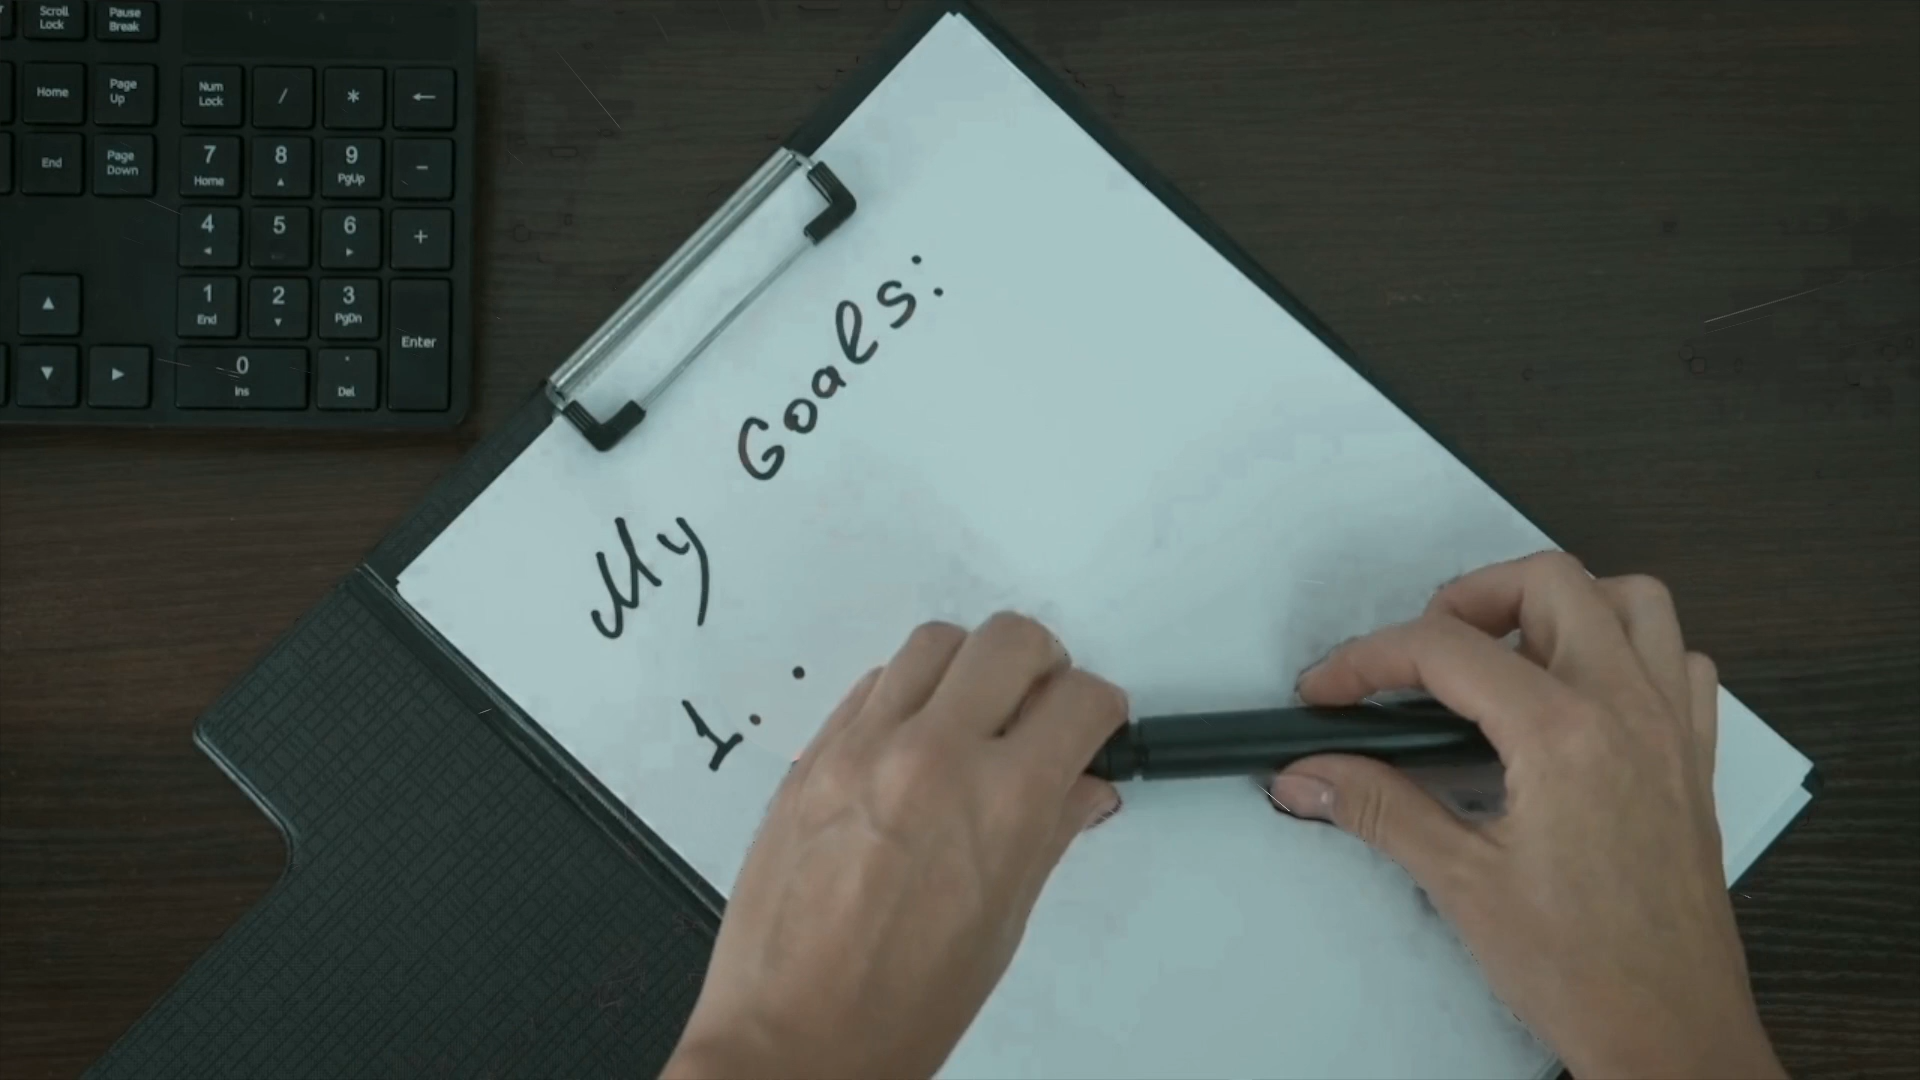 Scroll Lock
Pause Break
Home
Page Up
Num Lock
/
*
←
End
Page Down
7 Home
8 ▲
9 PgUp
-
4 ◄
5
6 ►
+
▲
1 End
2 ▼
3 PgDn
Enter
▼
►
0 Ins
. Del
My Goals:
1. .